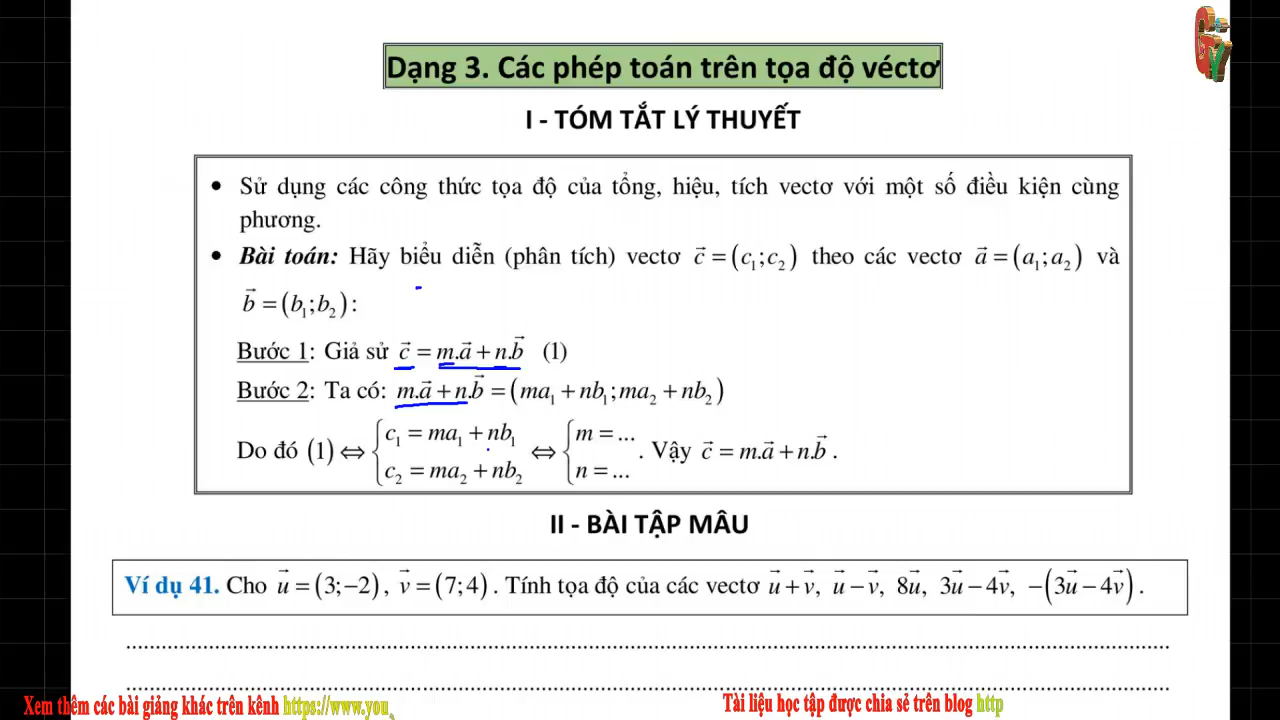 Dạng 3. Các phép toán trên tọa độ véctơ
I - TÓM TẮT LÝ THUYẾT
• Sử dụng các công thức tọa độ của tổng, hiệu, tích vectơ với một số điều kiện cùng
phương.
• Bài toán: Hãy biểu diễn (phân tích) vectơ c⃗ = (c₁;c₂) theo các vectơ a⃗ = (a₁;a₂) và
b⃗ = (b₁;b₂):
Bước 1: Giả sử c⃗ = m.a⃗ + n.b⃗ (1)
Bước 2: Ta có: m.a⃗ + n.b⃗ = (ma₁ + nb₁;ma₂ + nb₂)
Do đó (1) ⇔ { c₁ = ma₁ + nb₁ ; c₂ = ma₂ + nb₂ ⇔ { m = ... ; n = ... . Vậy c⃗ = m.a⃗ + n.b⃗ .
II - BÀI TẬP MẪU
Ví dụ 41. Cho u⃗ = (3;−2), v⃗ = (7;4). Tính tọa độ của các vectơ u⃗ + v⃗, u⃗ − v⃗, 8u⃗, 3u⃗ − 4v⃗, −(3u⃗ − 4v⃗).
Xem thêm các bài giảng khác trên kênh https://www.you
Tài liệu học tập được chia sẻ trên blog http